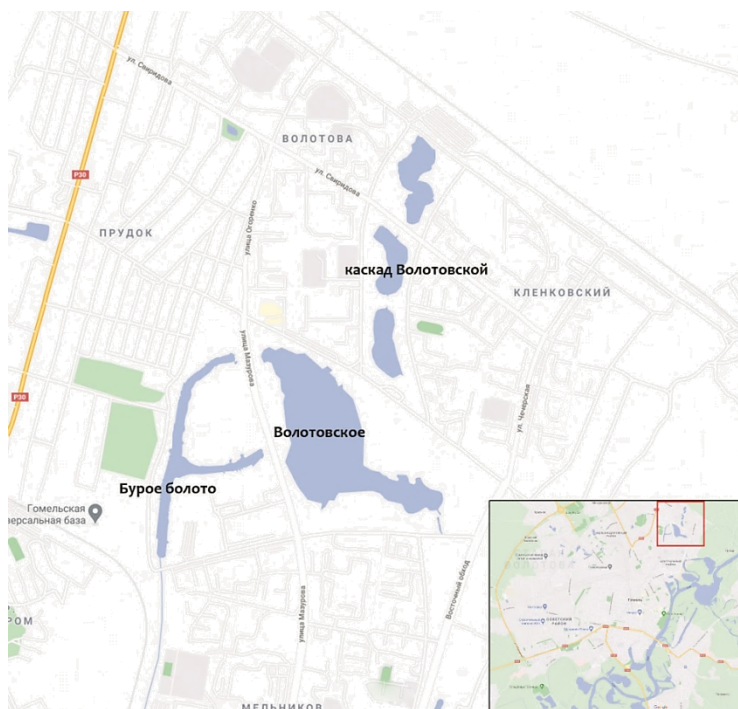 ул. Свиридова
ВОЛОТОВА
P30
ул. Свиридова
улица Огоренко
ПРУДОК
каскад Волотовской
КЛЕНКОВСКИЙ
улица Мазурова
P30
ул. Чечерская
Волотовское
Бурое болото
Гомельская
версальная база
Восточный обход
улица Мазурова
РОМ
МЕЛЬНИКОВ